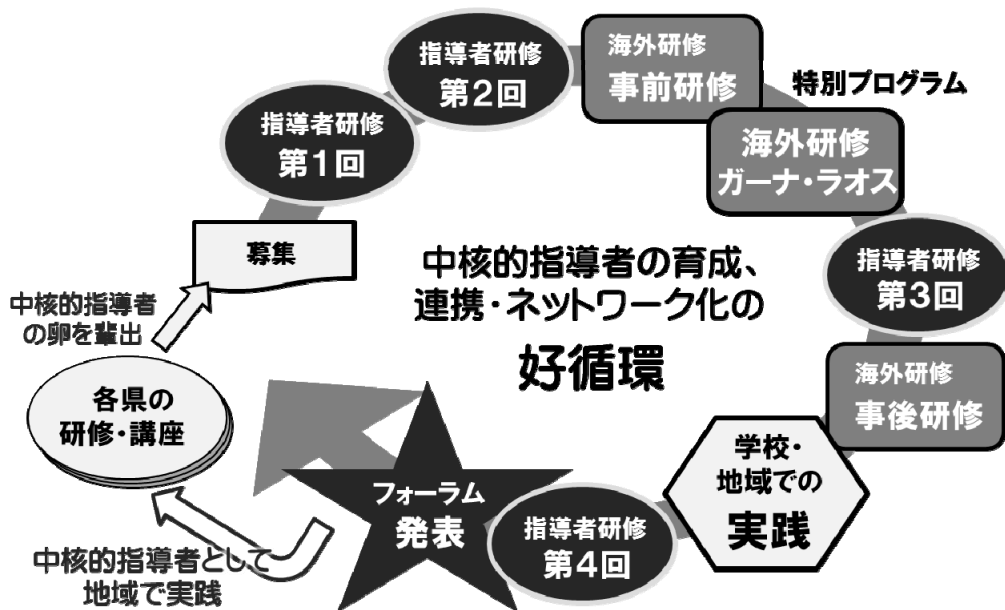 指導者研修
第1回
指導者研修
第2回
海外研修
事前研修
特別プログラム
海外研修
ガーナ・ラオス
指導者研修
第3回
海外研修
事後研修
学校・
地域での
実践
指導者研修
第4回
フォーラム
発表
中核的指導者として
地域で実践
各県の
研修・講座
中核的指導者
の卵を輩出
募集
中核的指導者の育成、
連携・ネットワーク化の
好循環